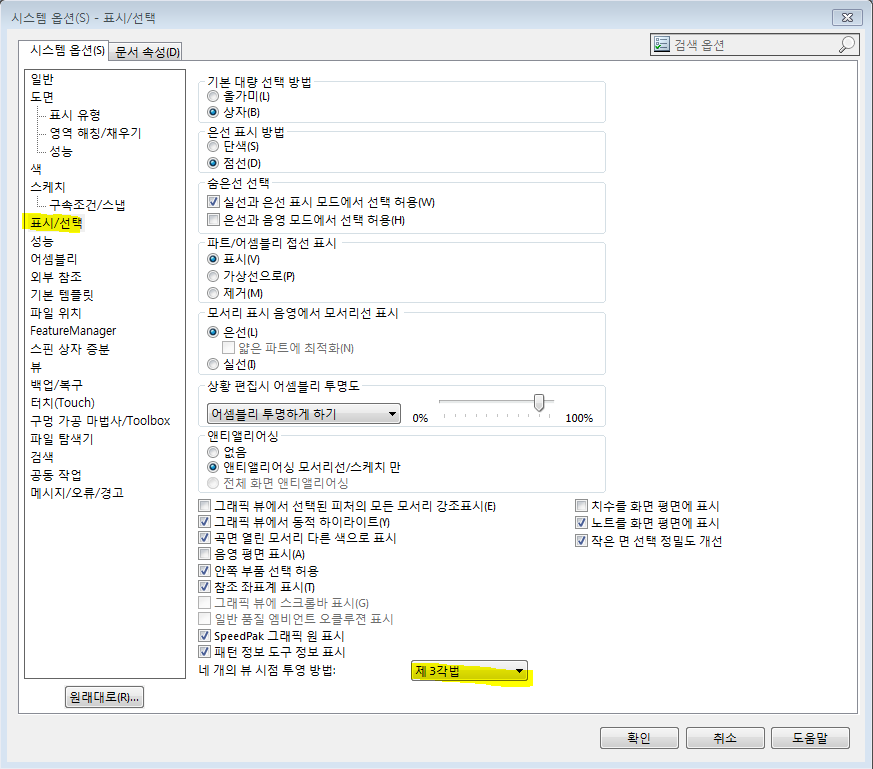 시스템 옵션(S) - 표시/선택
시스템 옵션(S)
문서 속성(D)
검색 옵션
일반
도면
표시 유형
영역 해칭/채우기
성능
색
스케치
구속조건/스냅
표시/선택
성능
어셈블리
외부 참조
기본 템플릿
파일 위치
FeatureManager
스핀 상자 증분
뷰
백업/복구
터치(Touch)
구멍 가공 마법사/Toolbox
파일 탐색기
검색
공동 작업
메시지/오류/경고
원래대로(R)...
기본 대량 선택 방법
올가미(L)
상자(B)
은선 표시 방법
단색(S)
점선(D)
숨은선 선택
실선과 은선 표시 모드에서 선택 허용(W)
은선과 음영 모드에서 선택 허용(H)
파트/어셈블리 접선 표시
표시(V)
가상선으로(P)
제거(M)
모서리 표시 음영에서 모서리선 표시
은선(L)
얇은 파트에 최적화(N)
실선(I)
상황 편집시 어셈블리 투명도
어셈블리 투명하게 하기
0%
100%
앤티앨리어싱
없음
앤티앨리어싱 모서리선/스케치 만
전체 화면 앤티앨리어싱
그래픽 뷰에서 선택된 피처의 모든 모서리 강조표시(E)
그래픽 뷰에서 동적 하이라이트(Y)
곡면 열린 모서리 다른 색으로 표시
음영 평면 표시(A)
안쪽 부품 선택 허용
참조 좌표계 표시(T)
그래픽 뷰에 스크롤바 표시(G)
일반 품질 엠비언트 오클루젼 표시
SpeedPak 그래픽 원 표시
패턴 정보 도구 정보 표시
네 개의 뷰 시점 투영 방법:
제 3각법
치수를 화면 평면에 표시
노트를 화면 평면에 표시
작은 면 선택 정밀도 개선
확인
취소
도움말